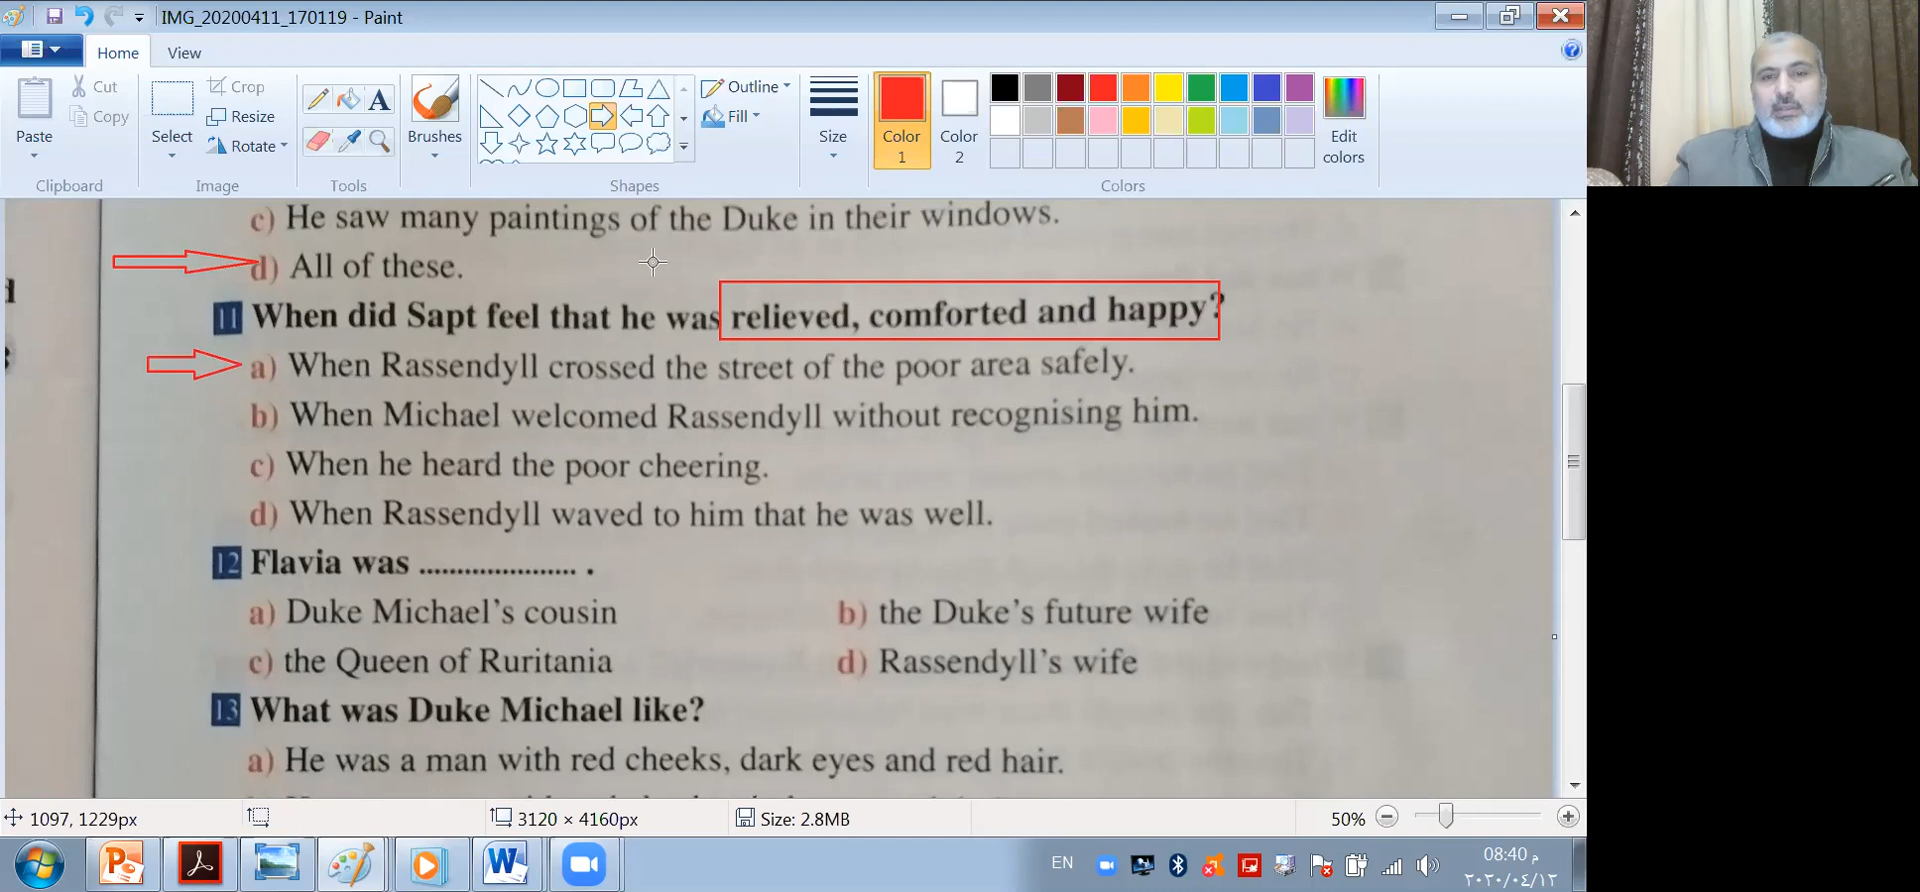 IMG_20200411_170119 - Paint
Home View
Paste
Cut
Copy
Clipboard
Select
Crop
Resize
Rotate
Image
A
Tools
Brushes
Shapes
Outline
Fill
Size
Color 1
Color 2
Edit colors
Colors
c) He saw many paintings of the Duke in their windows.
d) All of these.
11 When did Sapt feel that he was relieved, comforted and happy?
a) When Rassendyll crossed the street of the poor area safely.
b) When Michael welcomed Rassendyll without recognising him.
c) When he heard the poor cheering.
d) When Rassendyll waved to him that he was well.
12 Flavia was ..................... .
a) Duke Michael's cousin b) the Duke's future wife
c) the Queen of Ruritania d) Rassendyll's wife
13 What was Duke Michael like?
a) He was a man with red cheeks, dark eyes and red hair.
1097, 1229px 3120 × 4160px Size: 2.8MB 50%
EN
08:40 م
٢٠٢٠/٠٤/١٢